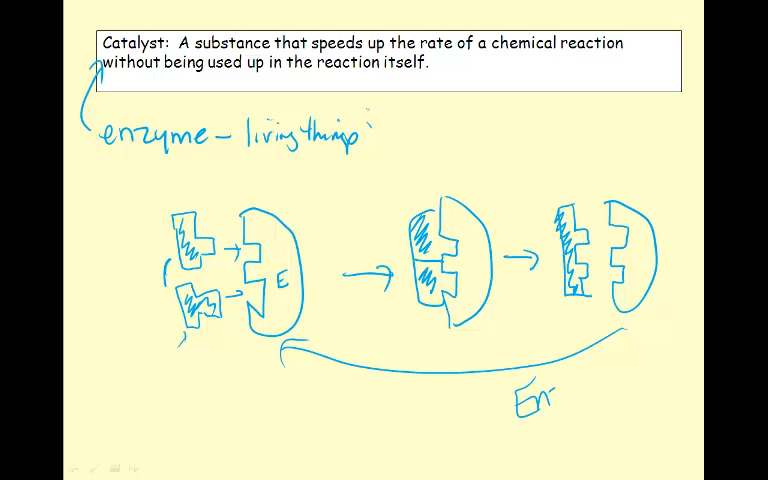 Catalyst: A substance that speeds up the rate of a chemical reaction
without being used up in the reaction itself.
enzyme - living things
E
En